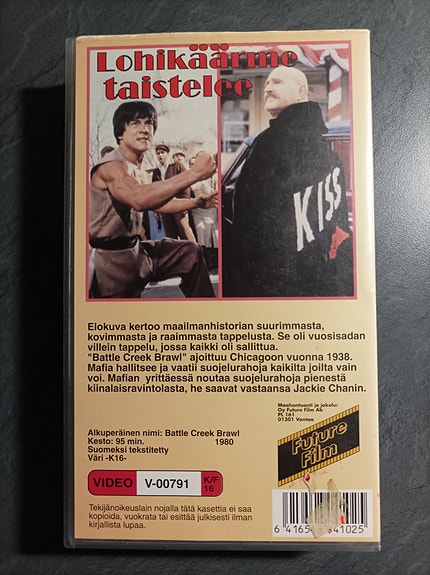 Lohikäärme
taistelee
KISS
Elokuva kertoo maailmanhistorian suurimmasta,
kovimmasta ja raaimmasta tappelusta. Se oli vuosisadan
villein tappelu, jossa kaikki oli sallittua.
"Battle Creek Brawl" ajoittuu Chicagoon vuonna 1938.
Mafia hallitsee ja vaatii suojelurahoja kaikilta joilta vain
voi. Mafian yrittäessä noutaa suojelurahoja pienestä
kiinalaisravintolasta, he saavat vastaansa Jackie Chanin.
Alkuperäinen nimi: Battle Creek Brawl
Kesto: 95 min. 1980
Suomeksi tekstitetty
Väri -K16-
Maahantuonti ja jakelu:
Oy Future Film Ab
PL 161
01301 Vantaa
Future
Film
VIDEO V-00791 K/F
16
Tekijänoikeuslain nojalla tätä kasettia ei saa
kopioida, vuokrata tai esittää julkisesti ilman
kirjallista lupaa.
6 41025